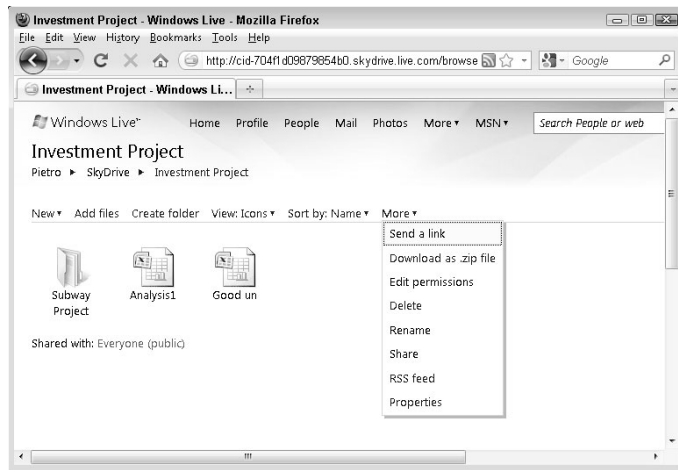 Investment Project - Windows Live - Mozilla Firefox
File Edit View History Bookmarks Tools Help
http://cid-704f1d09879854b0.skydrive.live.com/browse Google
Investment Project - Windows Li...
Windows Live™ Home Profile People Mail Photos More MSN Search People or web
Investment Project
Pietro ▸ SkyDrive ▸ Investment Project
New Add files Create folder View: Icons Sort by: Name More
Send a link
Download as .zip file
Edit permissions
Delete
Rename
Share
RSS feed
Properties
Subway Analysis1 Good un
Project
Shared with: Everyone (public)